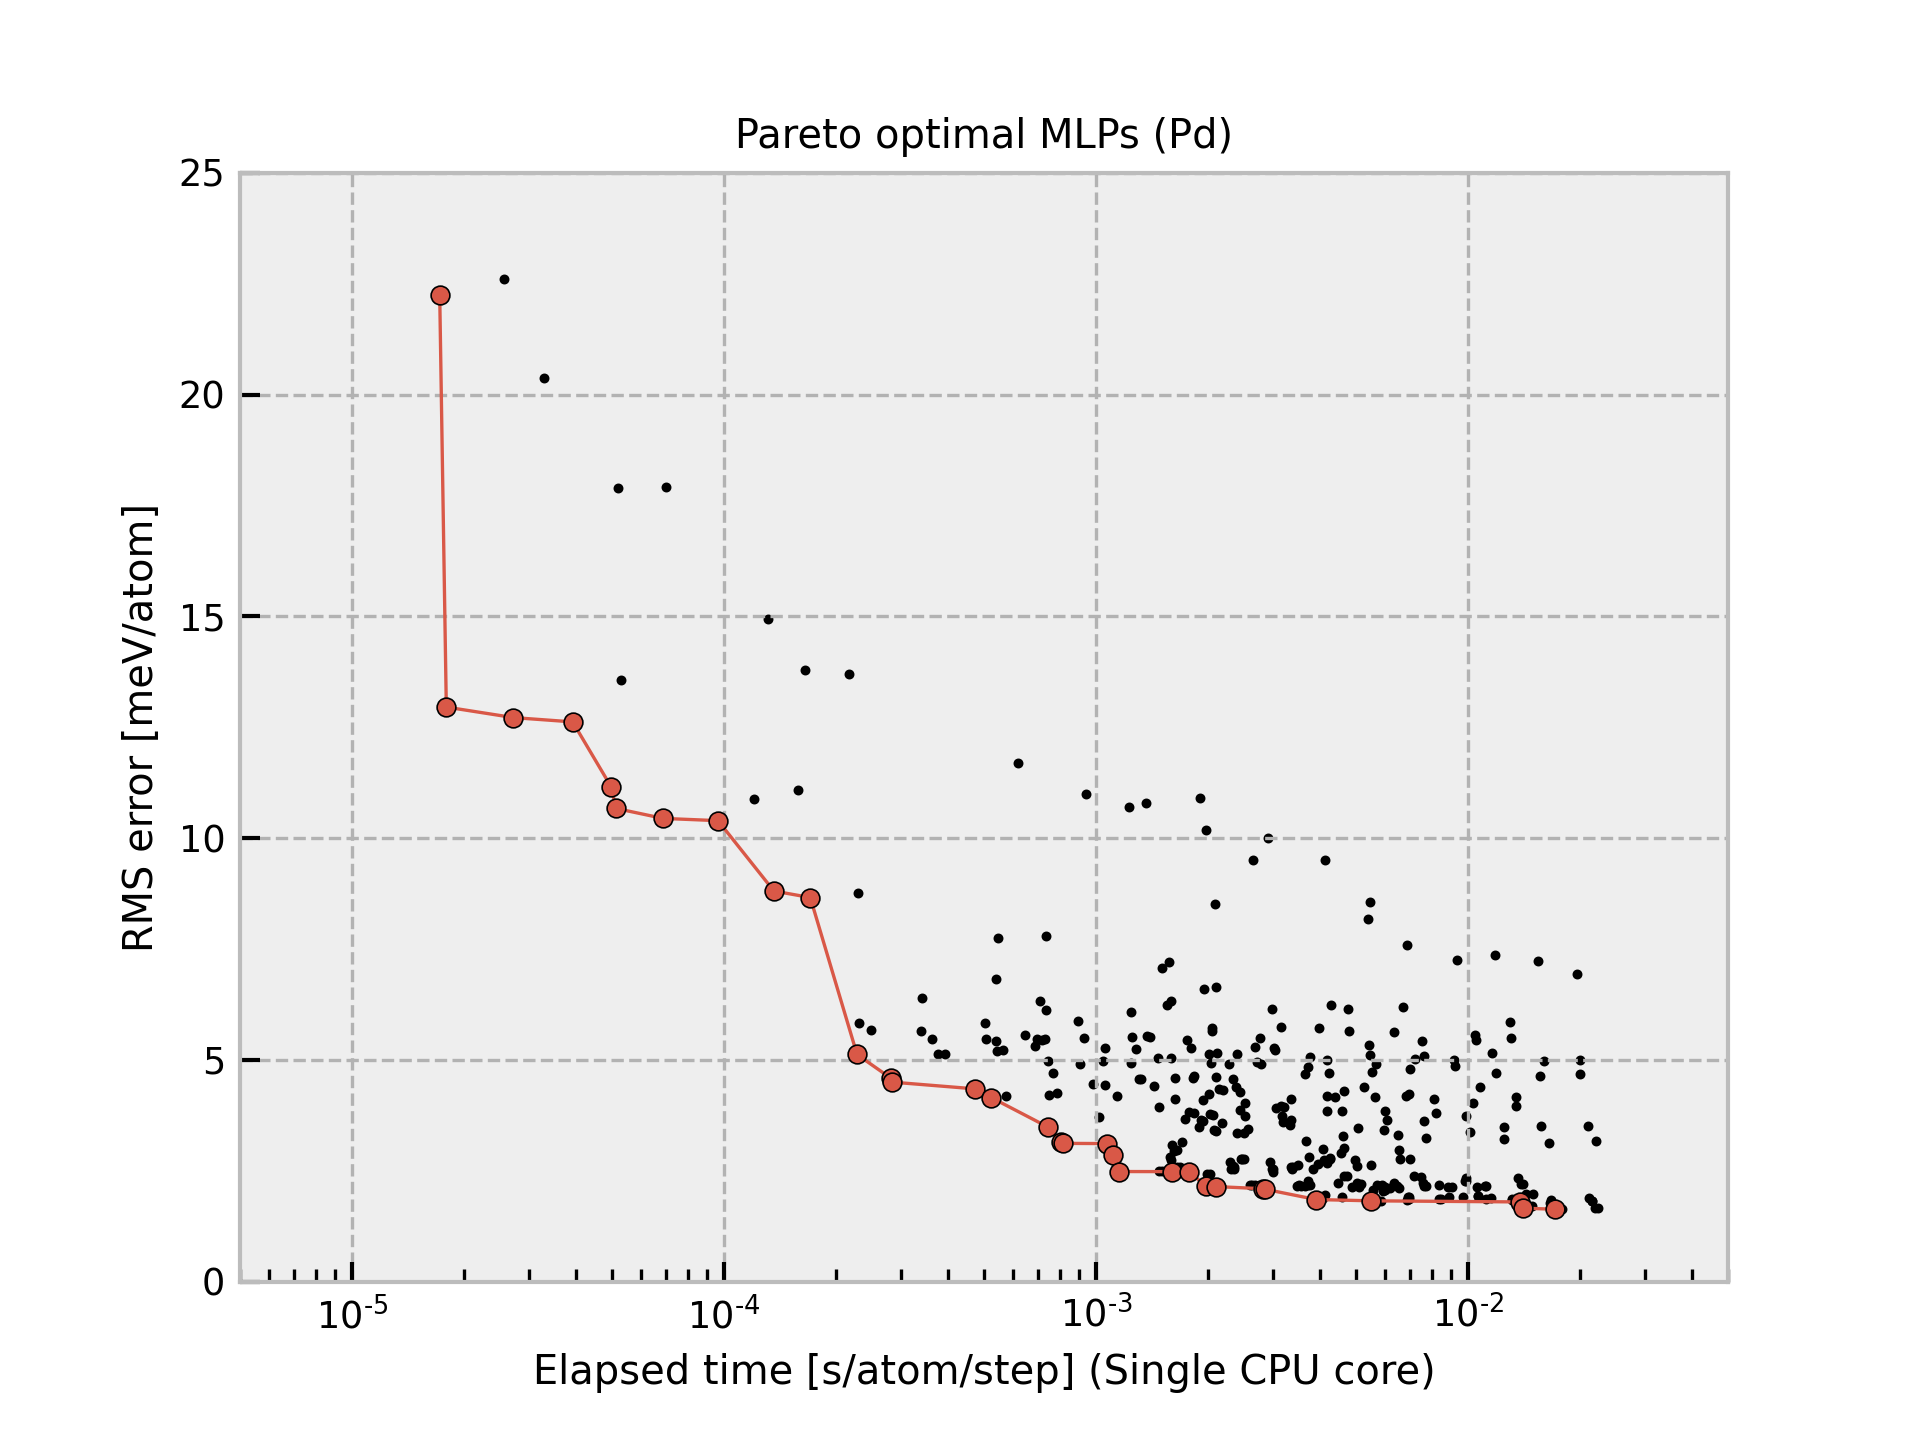 Pareto optimal MLPs (Pd)
25
20
15
10
5
0
RMS error [meV/atom]
10-5 10-4 10-3 10-2
Elapsed time [s/atom/step] (Single CPU core)